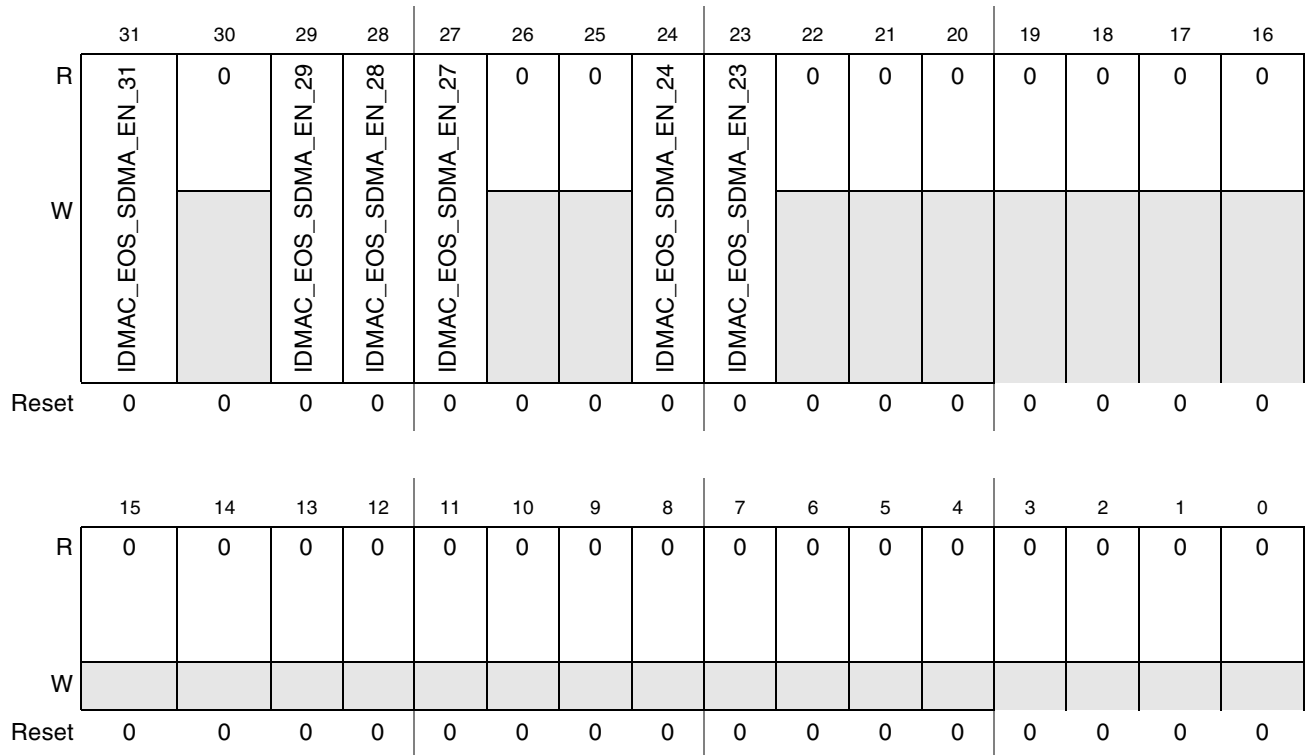 31 30 29 28 27 26 25 24 23 22 21 20 19 18 17 16
R IDMAC_EOS_SDMA_EN_31 0 IDMAC_EOS_SDMA_EN_29 IDMAC_EOS_SDMA_EN_28 IDMAC_EOS_SDMA_EN_27 0 0 IDMAC_EOS_SDMA_EN_24 IDMAC_EOS_SDMA_EN_23 0 0 0 0 0 0 0
W
Reset 0 0 0 0 0 0 0 0 0 0 0 0 0 0 0 0
15 14 13 12 11 10 9 8 7 6 5 4 3 2 1 0
R 0 0 0 0 0 0 0 0 0 0 0 0 0 0 0 0
W
Reset 0 0 0 0 0 0 0 0 0 0 0 0 0 0 0 0